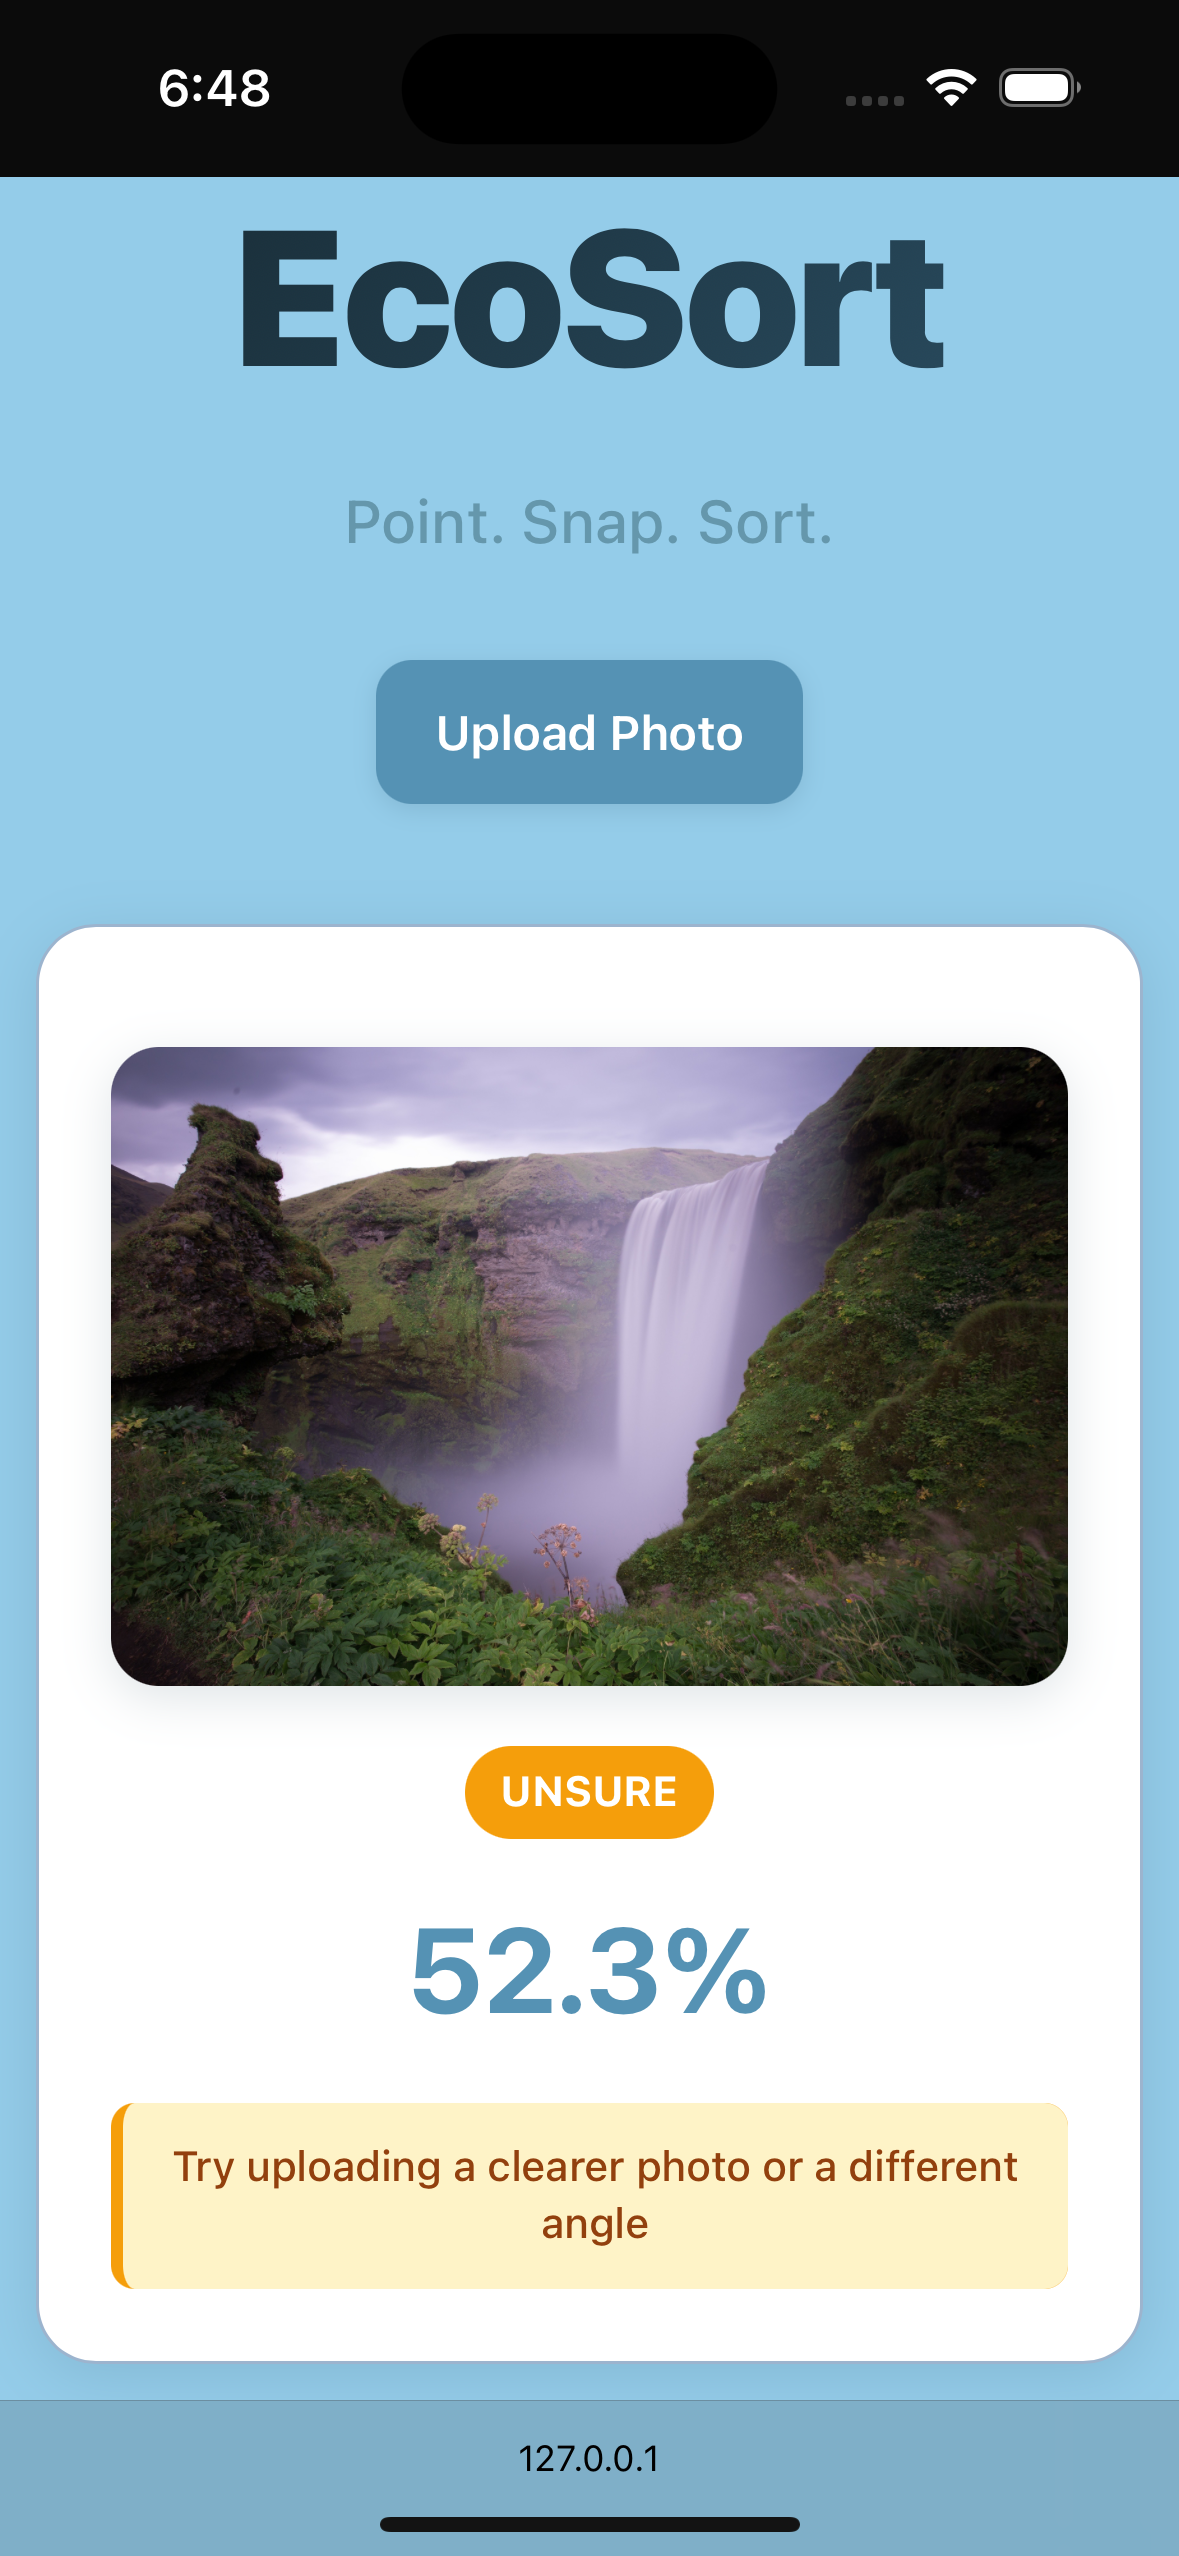 6:48
EcoSort
Point. Snap. Sort.
Upload Photo
UNSURE
52.3%
Try uploading a clearer photo or a different
angle
127.0.0.1